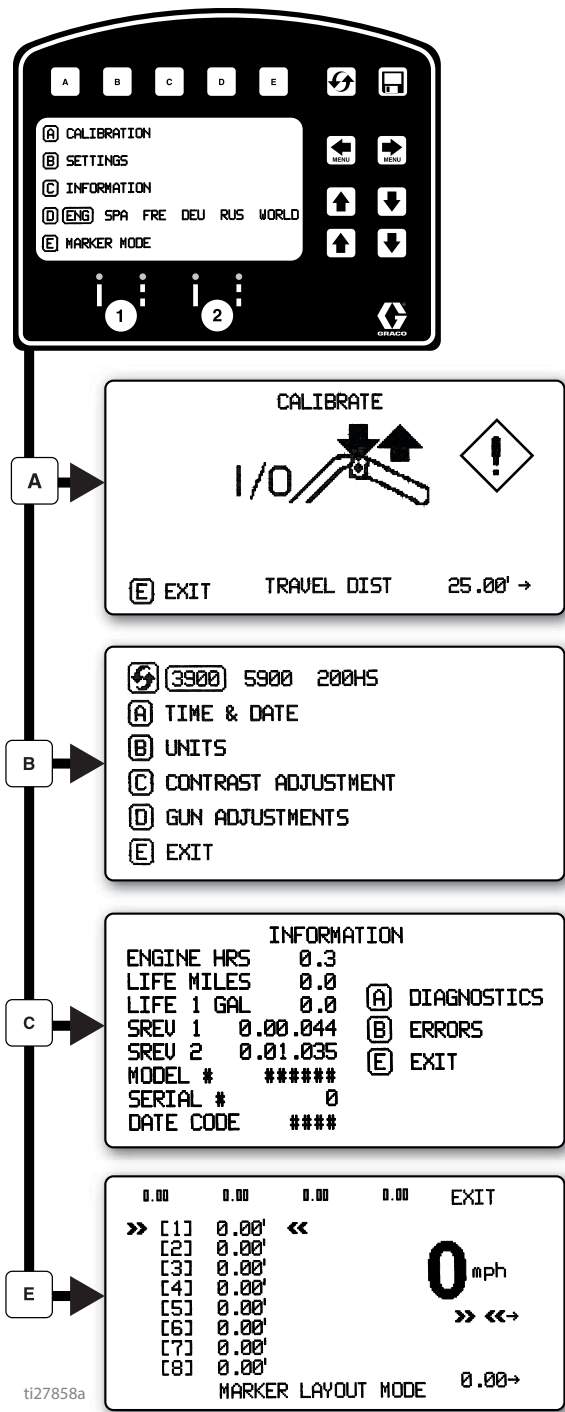 A B C D E
A CALIBRATION
B SETTINGS
C INFORMATION
D ENG SPA FRE DEU RUS WORLD
E MARKER MODE
MENU MENU
1 2
GRACO
A
CALIBRATE
I/O
!
E EXIT TRAVEL DIST 25.00' →
B
3900 5900 200HS
A TIME & DATE
B UNITS
C CONTRAST ADJUSTMENT
D GUN ADJUSTMENTS
E EXIT
C
INFORMATION
ENGINE HRS 0.3
LIFE MILES 0.0
LIFE 1 GAL 0.0
SREV 1 0.00.044
SREV 2 0.01.035
MODEL # ######
SERIAL # 0
DATE CODE ####
A DIAGNOSTICS
B ERRORS
E EXIT
E
0.00 0.00 0.00 0.00 EXIT
» [1] 0.00' «
[2] 0.00'
[3] 0.00'
[4] 0.00'
[5] 0.00'
[6] 0.00'
[7] 0.00'
[8] 0.00'
0 mph
» «→
MARKER LAYOUT MODE 0.00→
ti27858a